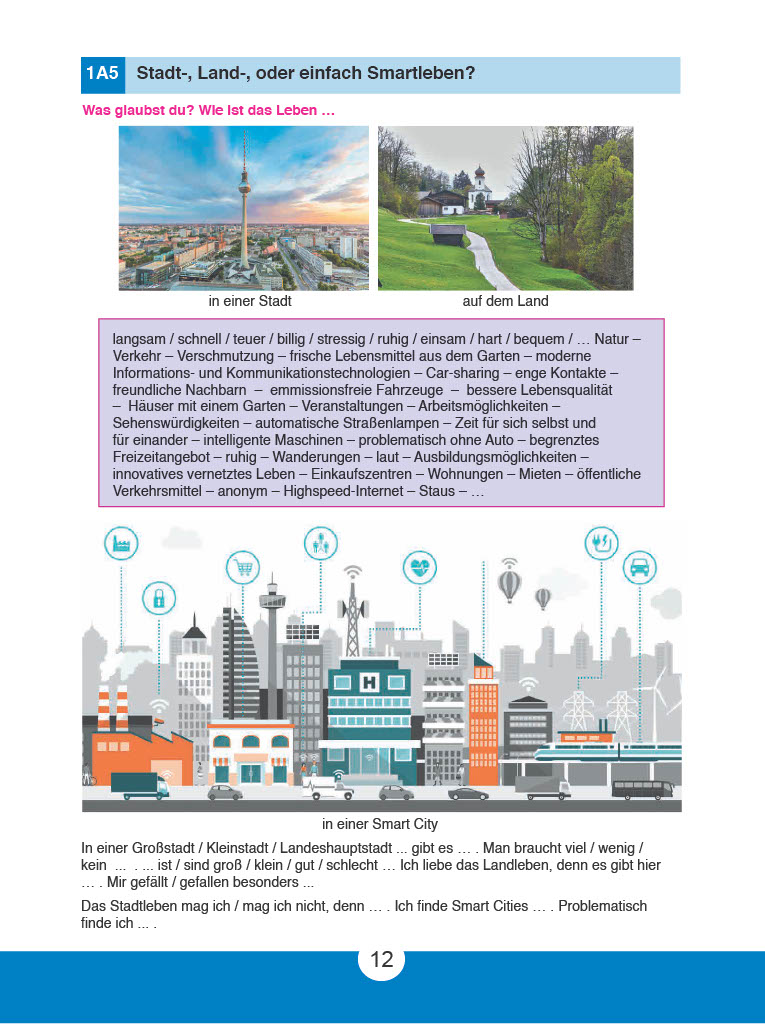 1A5 Stadt-, Land-, oder einfach Smartleben?
Was glaubst du? Wie ist das Leben …
in einer Stadt
auf dem Land
langsam / schnell / teuer / billig / stressig / ruhig / einsam / hart / bequem / … Natur –
Verkehr – Verschmutzung – frische Lebensmittel aus dem Garten – moderne
Informations- und Kommunikationstechnologien – Car-sharing – enge Kontakte –
freundliche Nachbarn – emmissionsfreie Fahrzeuge – bessere Lebensqualität
– Häuser mit einem Garten – Veranstaltungen – Arbeitsmöglichkeiten –
Sehenswürdigkeiten – automatische Straßenlampen – Zeit für sich selbst und
für einander – intelligente Maschinen – problematisch ohne Auto – begrenztes
Freizeitangebot – ruhig – Wanderungen – laut – Ausbildungsmöglichkeiten –
innovatives vernetztes Leben – Einkaufszentren – Wohnungen – Mieten – öffentliche
Verkehrsmittel – anonym – Highspeed-Internet – Staus – …
H
in einer Smart City
In einer Großstadt / Kleinstadt / Landeshauptstadt ... gibt es … . Man braucht viel / wenig /
kein ... . ... ist / sind groß / klein / gut / schlecht … Ich liebe das Landleben, denn es gibt hier
… . Mir gefällt / gefallen besonders ...
Das Stadtleben mag ich / mag ich nicht, denn … . Ich finde Smart Cities … . Problematisch
finde ich ... .
12